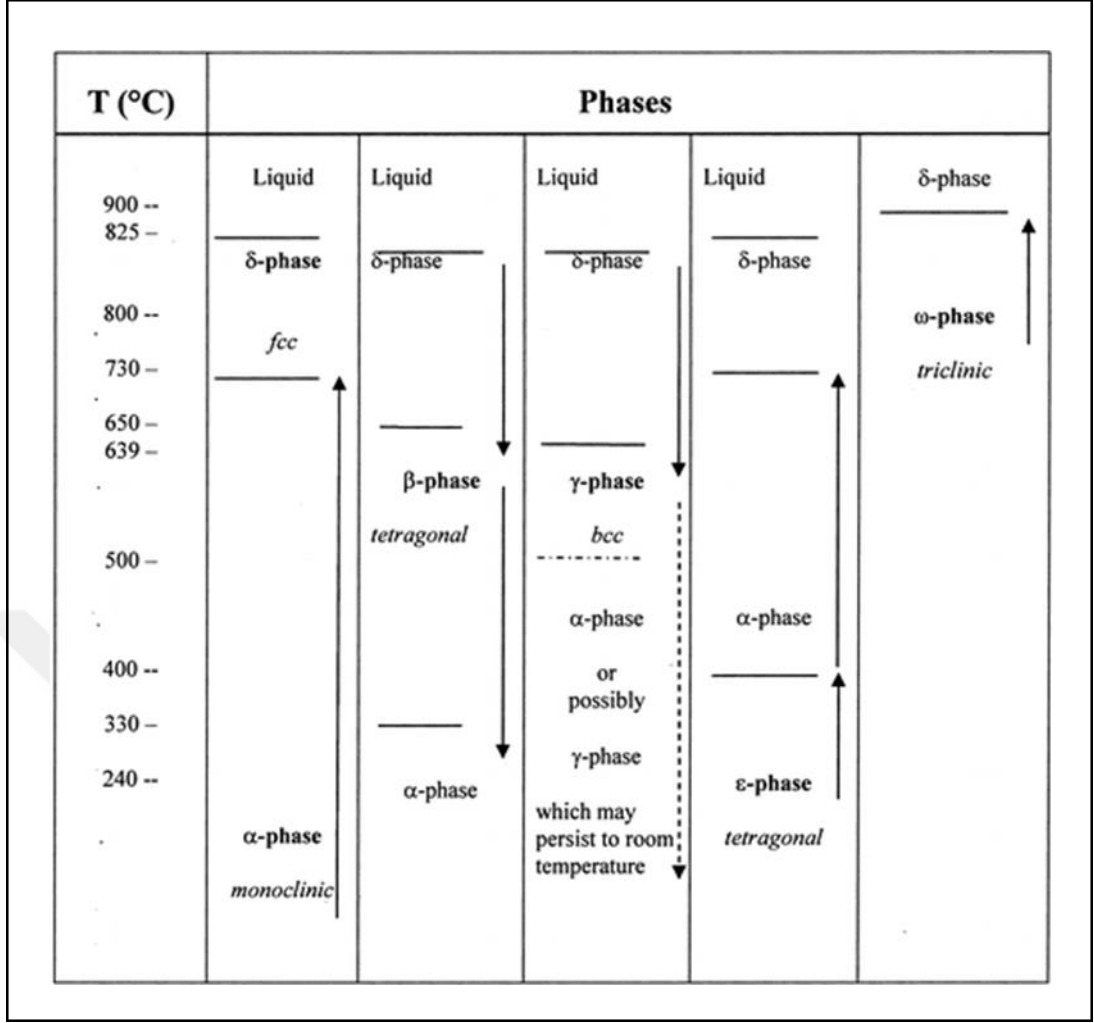 T (°C)
Phases
900 --
825 –
800 --
730 –
650 –
639 –
500 –
400 --
330 –
240 --
Liquid
δ-phase
fcc
α-phase
monoclinic
Liquid
δ-phase
β-phase
tetragonal
α-phase
Liquid
δ-phase
γ-phase
bcc
α-phase
or
possibly
γ-phase
which may
persist to room
temperature
Liquid
δ-phase
α-phase
ε-phase
tetragonal
δ-phase
ω-phase
triclinic